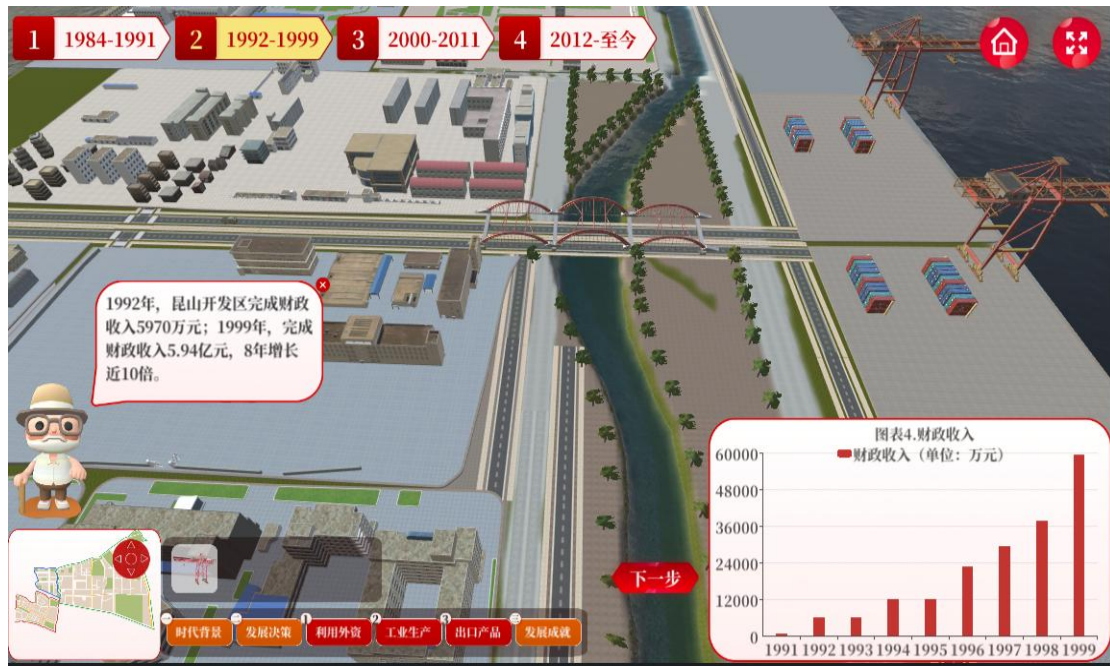 1 1984-1991
2 1992-1999
3 2000-2011
4 2012-至今
1992年，昆山开发区完成财政
收入5970万元；1999年，完成
财政收入5.94亿元，8年增长
近10倍。
图表4.财政收入
财政收入（单位：万元）
60000
48000
36000
24000
12000
0
1991 1992 1993 1994 1995 1996 1997 1998 1999
下一步
一 时代背景
二 发展决策
1 利用外资
2 工业生产
3 出口产品
三 发展成就